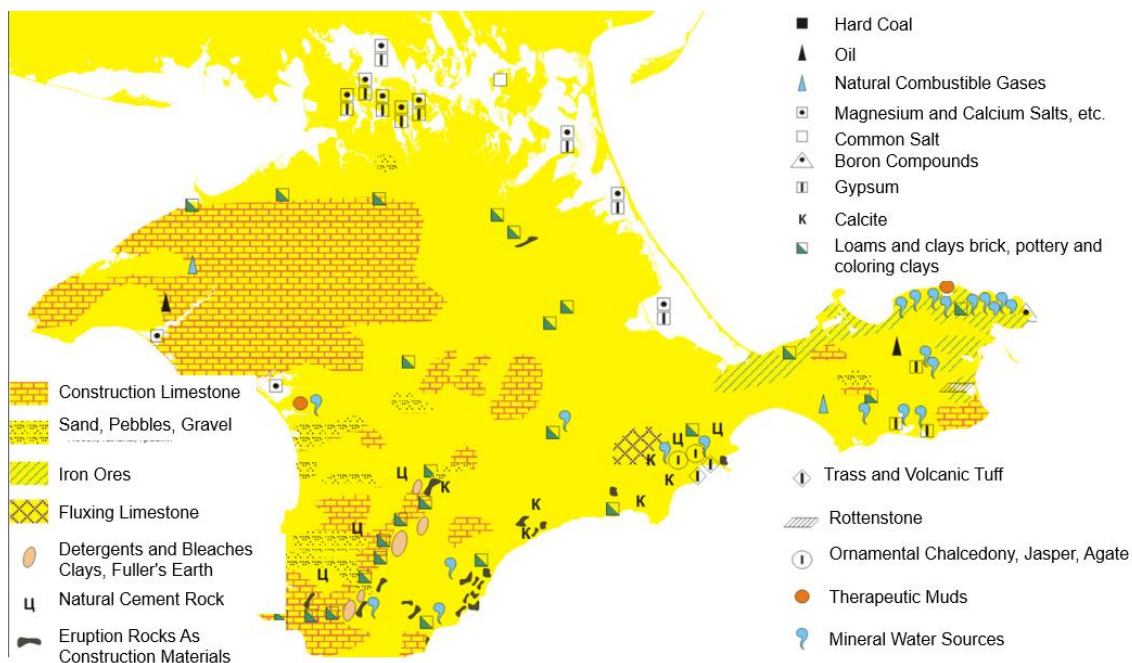 Hard Coal
Oil
Natural Combustible Gases
Magnesium and Calcium Salts, etc.
Common Salt
Boron Compounds
Gypsum
K Calcite
Loams and clays brick, pottery and
coloring clays
Construction Limestone
Sand, Pebbles, Gravel
Iron Ores
Fluxing Limestone
Detergents and Bleaches
Clays, Fuller's Earth
Ц Natural Cement Rock
Eruption Rocks As
Construction Materials
Trass and Volcanic Tuff
Rottenstone
Ornamental Chalcedony, Jasper, Agate
Therapeutic Muds
Mineral Water Sources
Ц
K
Ц
Ц
K
K
Ц
Ц
K
K
K
K